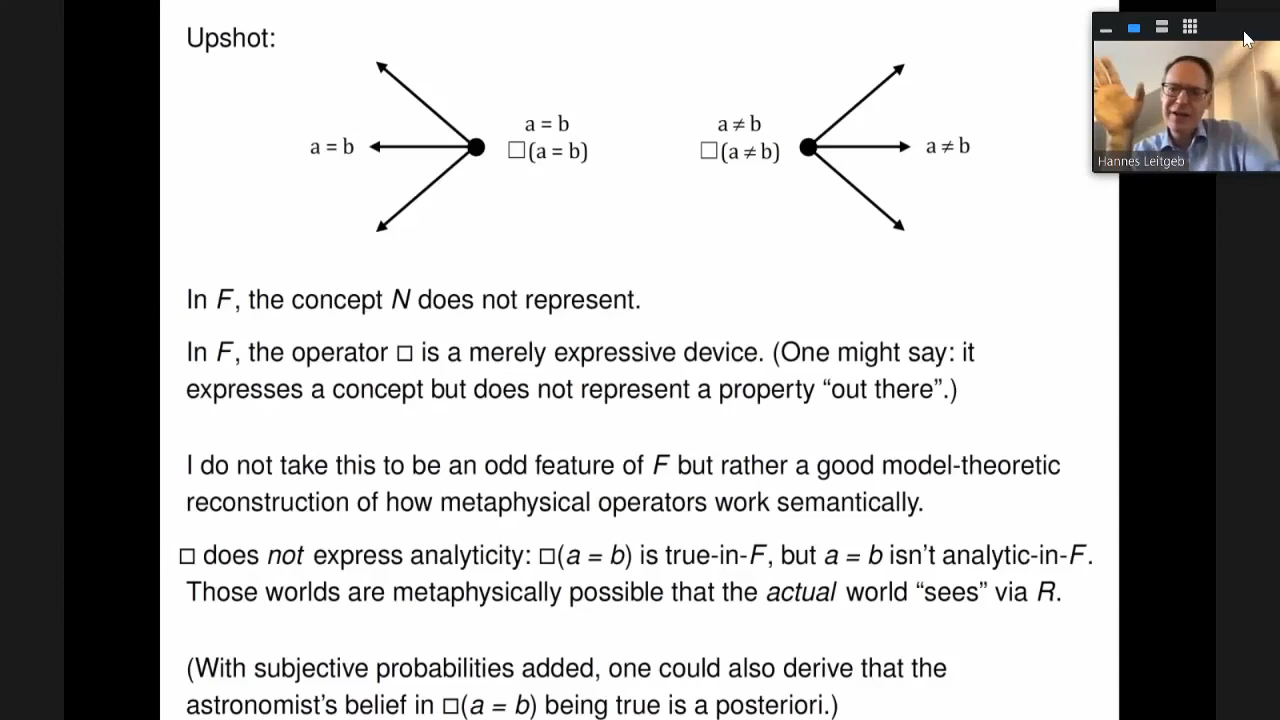 Upshot:
a = b
a = b
□(a = b)
a ≠ b
□(a ≠ b)
a ≠ b
Hannes Leitgeb
In F, the concept N does not represent.
In F, the operator □ is a merely expressive device. (One might say: it
expresses a concept but does not represent a property “out there”.)
I do not take this to be an odd feature of F but rather a good model-theoretic
reconstruction of how metaphysical operators work semantically.
□ does not express analyticity: □(a = b) is true-in-F, but a = b isn’t analytic-in-F.
Those worlds are metaphysically possible that the actual world “sees” via R.
(With subjective probabilities added, one could also derive that the
astronomist’s belief in □(a = b) being true is a posteriori.)